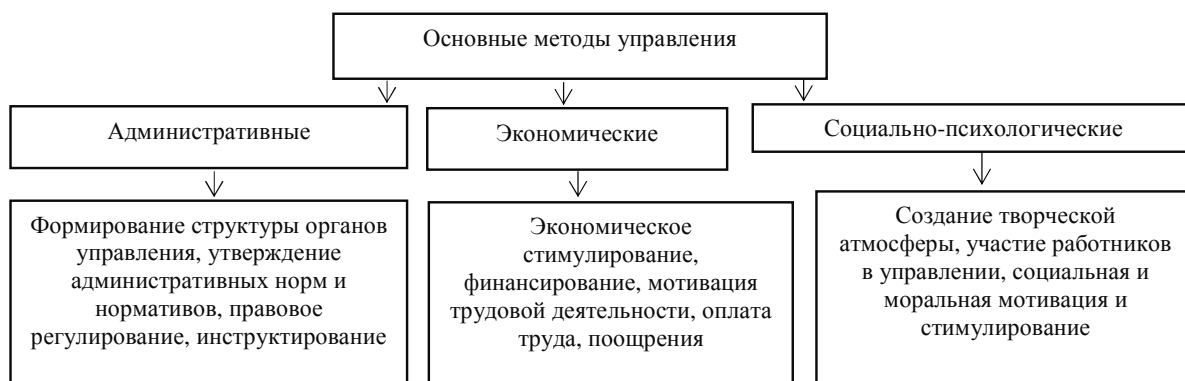 Основные методы управления
Административные
Экономические
Социально-психологические
Формирование структуры органов
управления, утверждение
административных норм и
нормативов, правовое
регулирование, инструктирование
Экономическое
стимулирование,
финансирование, мотивация
трудовой деятельности, оплата
труда, поощрения
Создание творческой
атмосферы, участие работников
в управлении, социальная и
моральная мотивация и
стимулирование